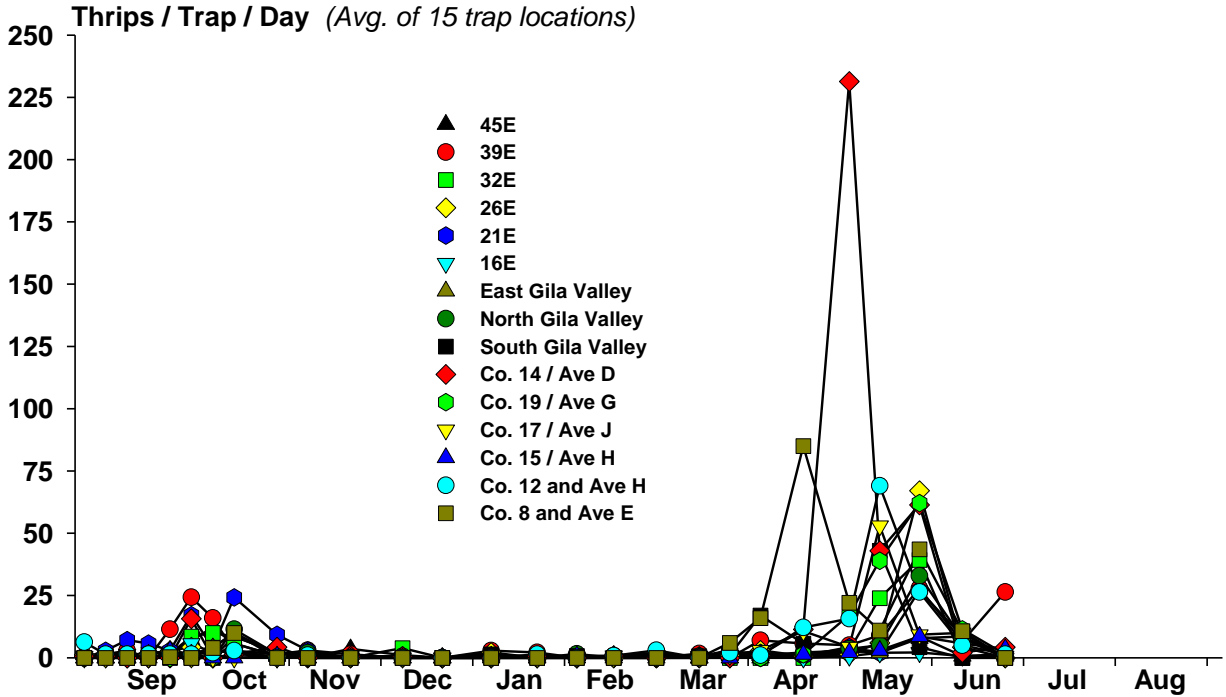 Thrips / Trap / Day (Avg. of 15 trap locations)
250
225
200
175
150
125
100
75
50
25
0
45E
39E
32E
26E
21E
16E
East Gila Valley
North Gila Valley
South Gila Valley
Co. 14 / Ave D
Co. 19 / Ave G
Co. 17 / Ave J
Co. 15 / Ave H
Co. 12 and Ave H
Co. 8 and Ave E
Sep Oct Nov Dec Jan Feb Mar Apr May Jun Jul Aug